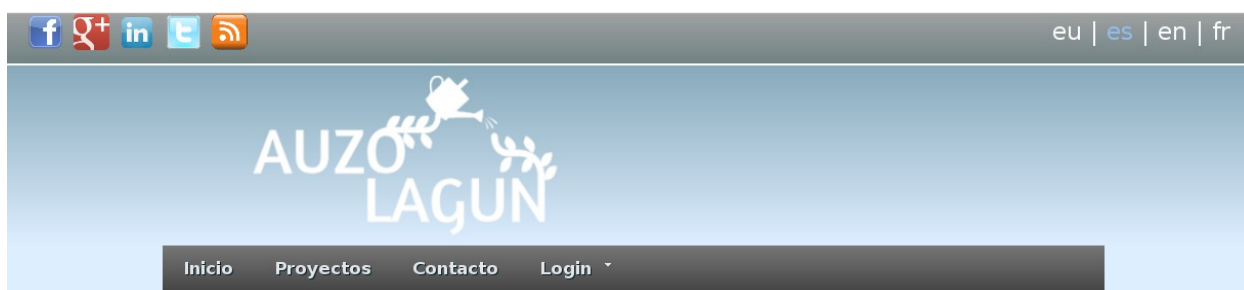 eu | es | en | fr
AUZO
LAGUN
Inicio Proyectos Contacto Login